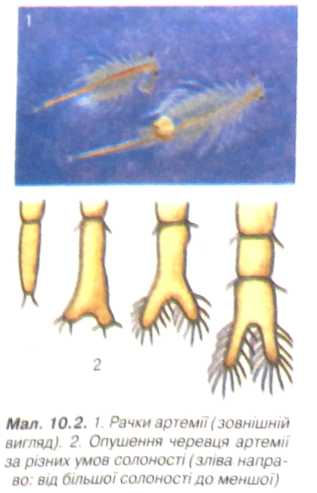 1
2
Мал. 10.2. 1. Рачки артемії (зовнішній
вигляд). 2. Опушення черевця артемії
за різних умов солоності (зліва напра-
во: від більшої солоності до меншої)